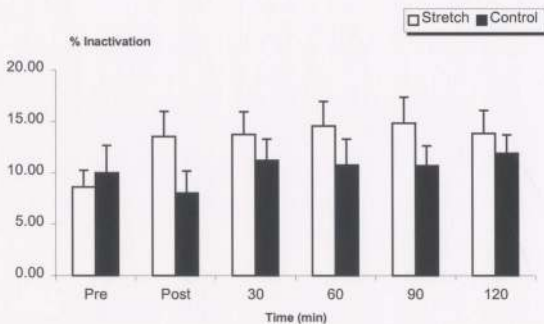 Stretch Control
% Inactivation
20.00
15.00
10.00
5.00
0.00
Pre Post 30 60 90 120
Time (min)